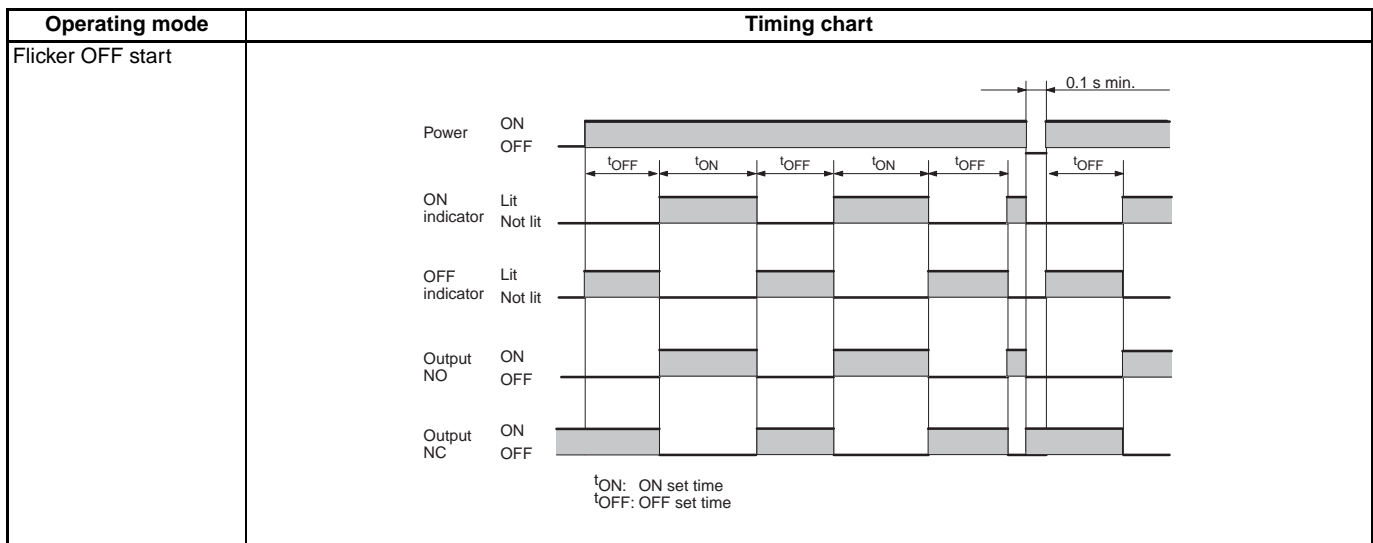 Operating mode
Timing chart
Flicker OFF start
0.1 s min.
Power
ON
OFF
tOFF tON tOFF tON tOFF tOFF
ON
indicator
Lit
Not lit
OFF
indicator
Lit
Not lit
Output
NO
ON
OFF
Output
NC
ON
OFF
tON: ON set time
tOFF: OFF set time